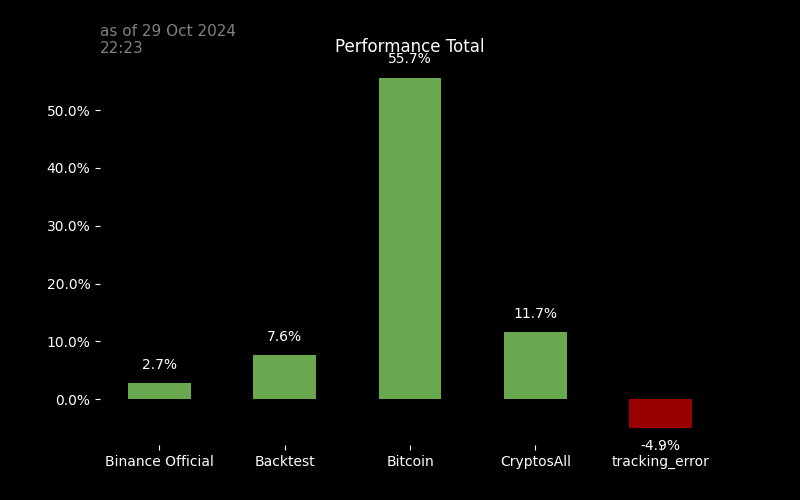 as of 29 Oct 2024
22:23
Performance Total
55.7%
50.0%
40.0%
30.0%
20.0%
11.7%
10.0%
7.6%
2.7%
0.0%
-4.9%
Binance Official
Backtest
Bitcoin
CryptosAll
tracking_error